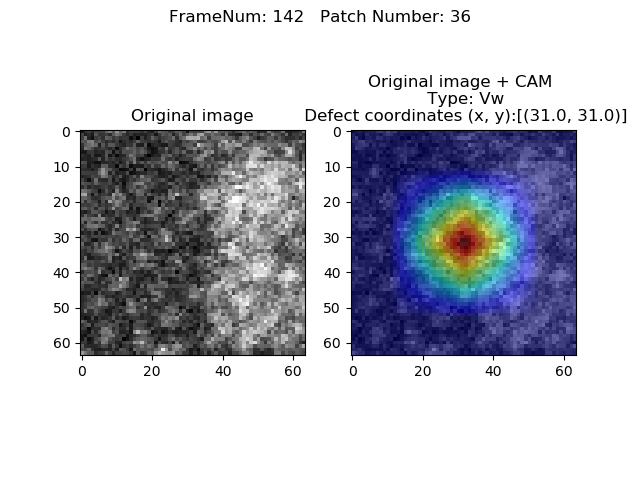 FrameNum: 142   Patch Number: 36
Original image
Original image + CAM
Type: Vw
Defect coordinates (x, y):[(31.0, 31.0)]
0
10
20
30
40
50
60
0 20 40 60
0
10
20
30
40
50
60
0 20 40 60